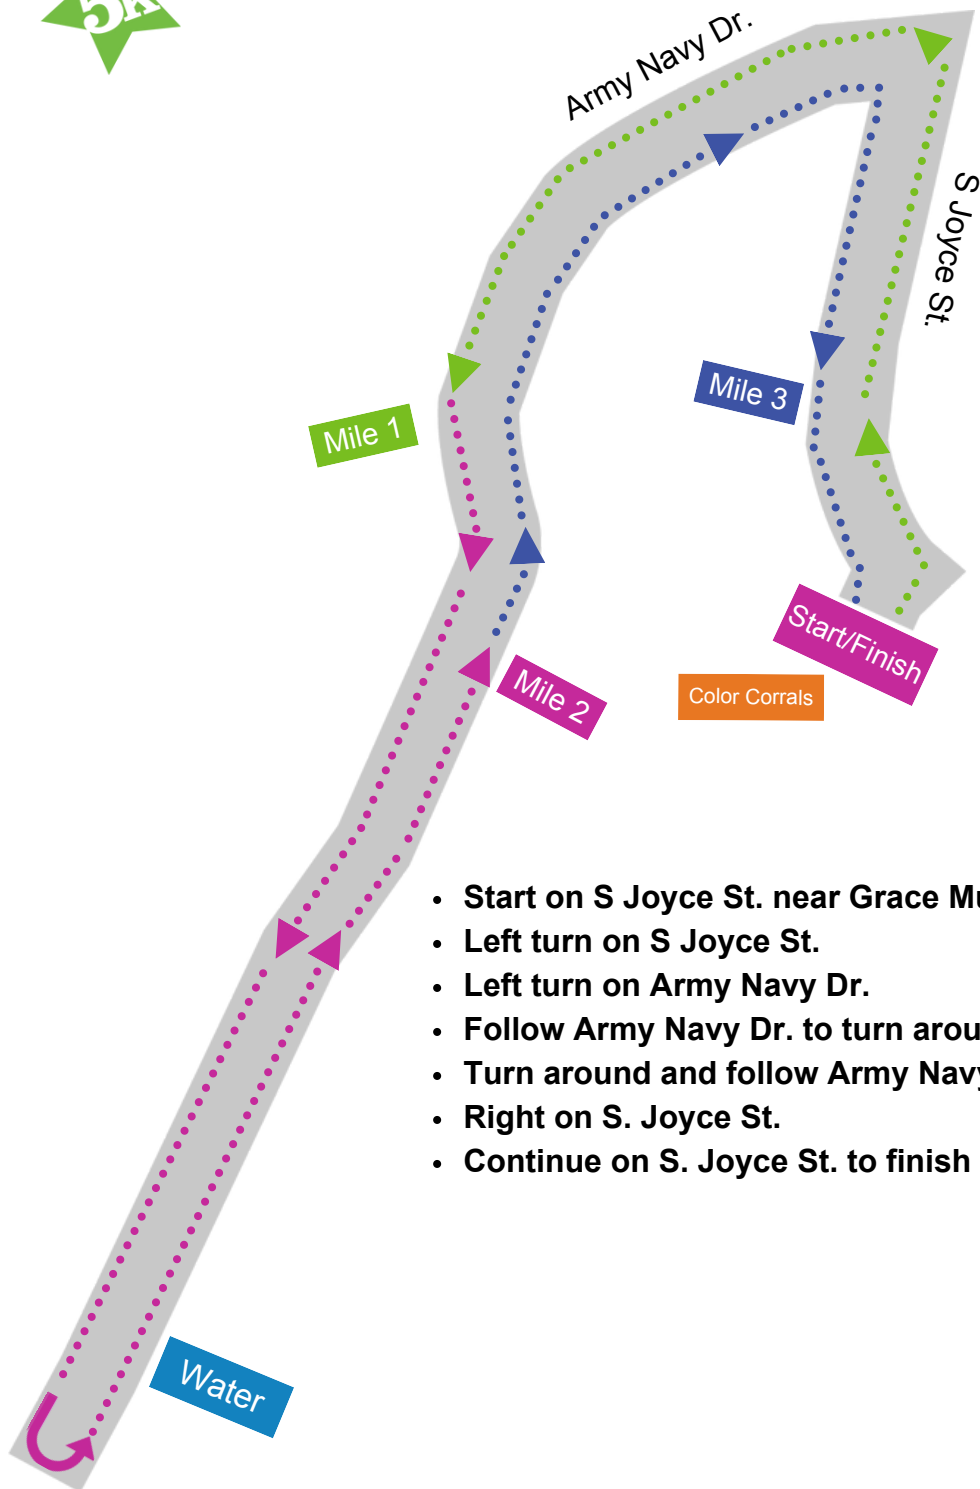 5K
Army Navy Dr.
S Joyce St.
Mile 1
Mile 3
Start/Finish
Mile 2
Color Corrals
• Start on S Joyce St. near Grace
• Left turn on S Joyce St.
• Left turn on Army Navy Dr.
• Follow Army Navy Dr. to turn
• Turn around and follow Army Navy
• Right on S. Joyce St.
• Continue on S. Joyce St. to finish
Water